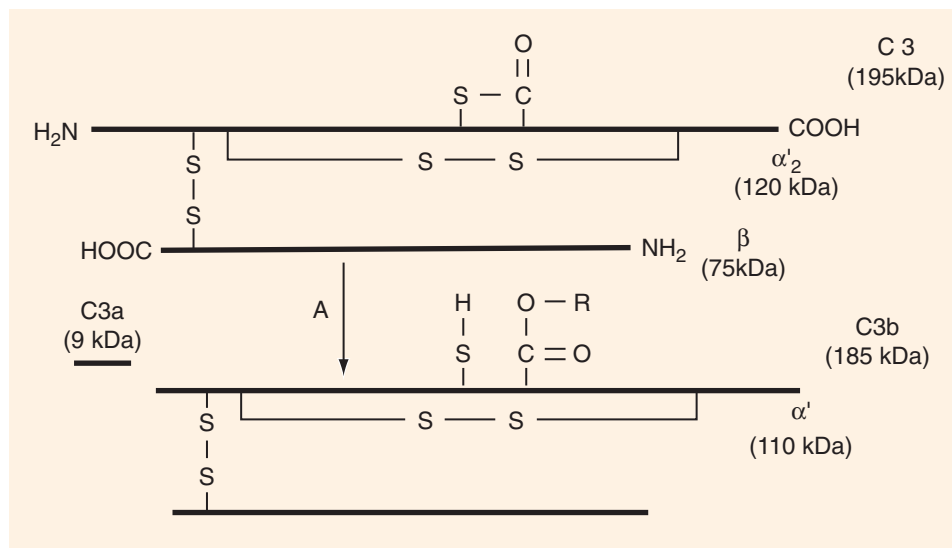 O
C 3
(195kDa)
S — C
H₂N
COOH
S
S — S
α'₂
(120 kDa)
S
HOOC
NH₂
β
(75kDa)
C3a
(9 kDa)
A
H
O — R
C3b
(185 kDa)
S
C = O
S
S — S
α'
(110 kDa)
S